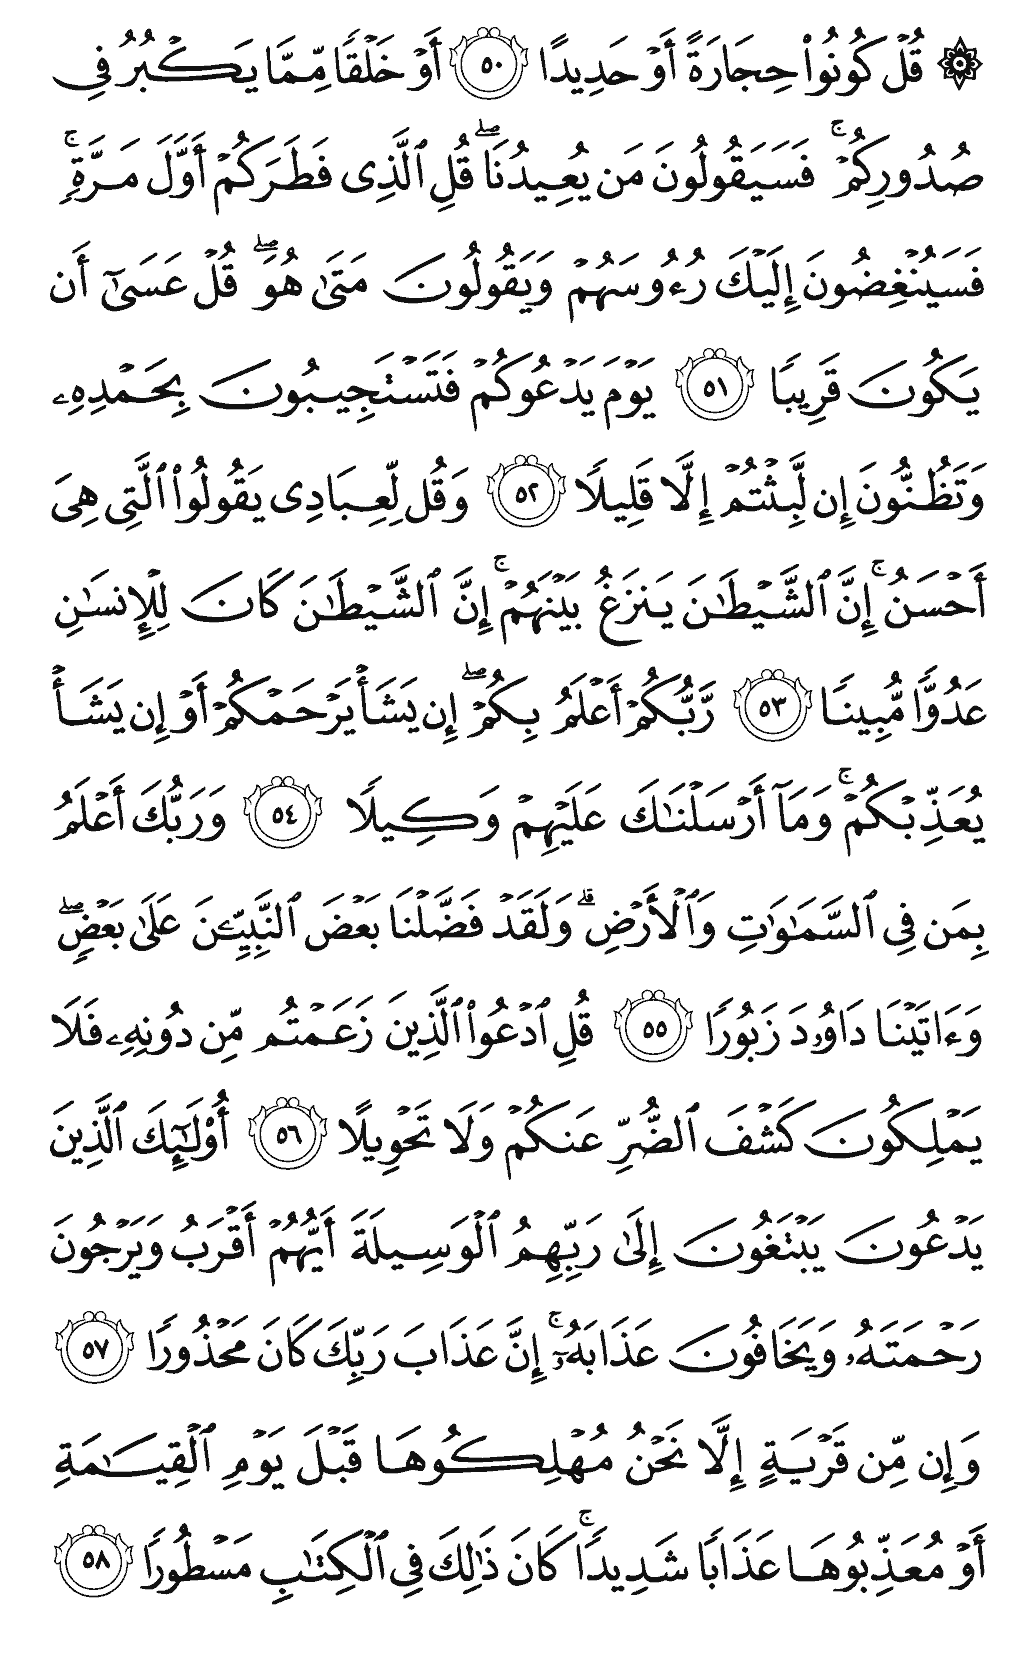 ۞ قُلۡ كُونُواْ حِجَارَةً أَوۡ حَدِيدًا ٥٠ أَوۡ خَلۡقٗا مِّمَّا يَكۡبُرُ فِي
صُدُورِكُمۡۚ فَسَيَقُولُونَ مَن يُعِيدُنَاۖ قُلِ ٱلَّذِي فَطَرَكُمۡ أَوَّلَ مَرَّةٖۚ
فَسَيُنۡغِضُونَ إِلَيۡكَ رُءُوسَهُمۡ وَيَقُولُونَ مَتَىٰ هُوَۖ قُلۡ عَسَىٰٓ أَن
يَكُونَ قَرِيبٗا ٥١ يَوۡمَ يَدۡعُوكُمۡ فَتَسۡتَجِيبُونَ بِحَمۡدِهِۦ
وَتَظُنُّونَ إِن لَّبِثۡتُمۡ إِلَّا قَلِيلٗا ٥٢ وَقُل لِّعِبَادِي يَقُولُواْ ٱلَّتِي هِيَ
أَحۡسَنُۚ إِنَّ ٱلشَّيۡطَٰنَ يَنزَغُ بَيۡنَهُمۡۚ إِنَّ ٱلشَّيۡطَٰنَ كَانَ لِلۡإِنسَٰنِ
عَدُوّٗا مُّبِينٗا ٥٣ رَّبُّكُمۡ أَعۡلَمُ بِكُمۡۖ إِن يَشَأۡ يَرۡحَمۡكُمۡ أَوۡ إِن يَشَأۡ
يُعَذِّبۡكُمۡۚ وَمَآ أَرۡسَلۡنَٰكَ عَلَيۡهِمۡ وَكِيلٗا ٥٤ وَرَبُّكَ أَعۡلَمُ
بِمَن فِي ٱلسَّمَٰوَٰتِ وَٱلۡأَرۡضِۗ وَلَقَدۡ فَضَّلۡنَا بَعۡضَ ٱلنَّبِيِّـۧنَ عَلَىٰ بَعۡضٖۖ
وَءَاتَيۡنَا دَاوُۥدَ زَبُورٗا ٥٥ قُلِ ٱدۡعُواْ ٱلَّذِينَ زَعَمۡتُم مِّن دُونِهِۦ فَلَا
يَمۡلِكُونَ كَشۡفَ ٱلضُّرِّ عَنكُمۡ وَلَا تَحۡوِيلًا ٥٦ أُوْلَٰٓئِكَ ٱلَّذِينَ
يَدۡعُونَ يَبۡتَغُونَ إِلَىٰ رَبِّهِمُ ٱلۡوَسِيلَةَ أَيُّهُمۡ أَقۡرَبُ وَيَرۡجُونَ
رَحۡمَتَهُۥ وَيَخَافُونَ عَذَابَهُۥٓۚ إِنَّ عَذَابَ رَبِّكَ كَانَ مَحۡذُورٗا ٥٧
وَإِن مِّن قَرۡيَةٍ إِلَّا نَحۡنُ مُهۡلِكُوهَا قَبۡلَ يَوۡمِ ٱلۡقِيَٰمَةِ
أَوۡ مُعَذِّبُوهَا عَذَابٗا شَدِيدٗاۚ كَانَ ذَٰلِكَ فِي ٱلۡكِتَٰبِ مَسۡطُورٗا ٥٨